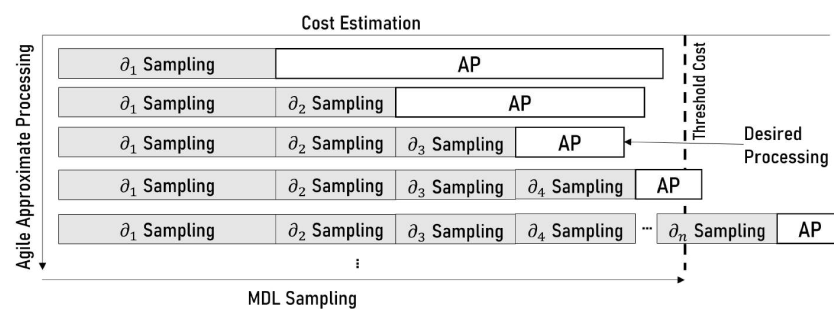 Cost Estimation
Agile Approximate Processing
∂₁ Sampling AP
∂₁ Sampling ∂₂ Sampling AP
∂₁ Sampling ∂₂ Sampling ∂₃ Sampling AP
∂₁ Sampling ∂₂ Sampling ∂₃ Sampling ∂₄ Sampling AP
∂₁ Sampling ∂₂ Sampling ∂₃ Sampling ∂₄ Sampling ... ∂ₙ Sampling AP
⋮
Threshold Cost
Desired
Processing
MDL Sampling